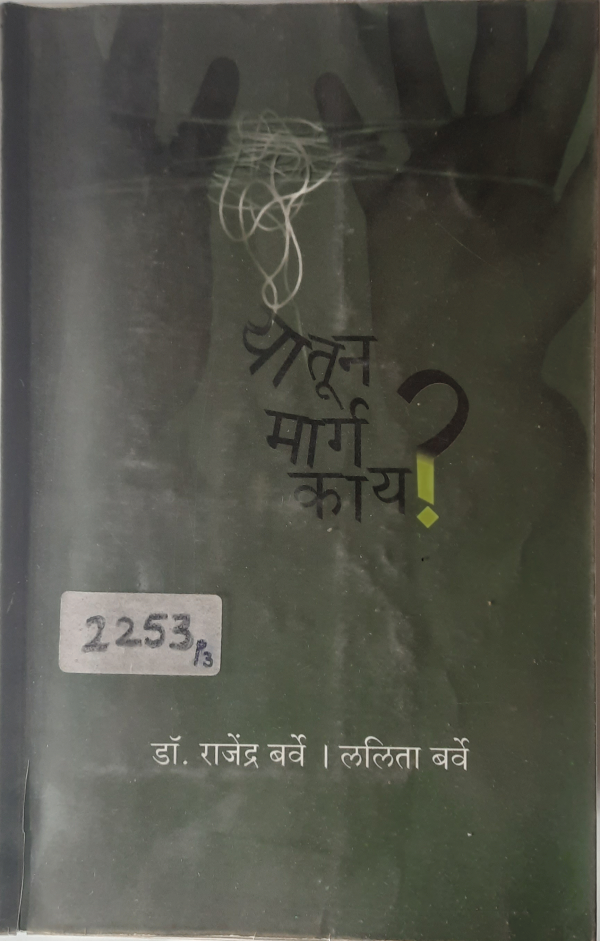 यातून
मार्ग
काय?
2253 P3
डॉ. राजेंद्र बर्वे । ललिता बर्वे